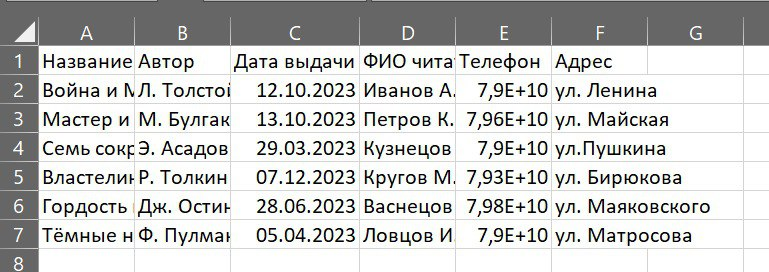 A B C D E F G
1 Название Автор Дата выдачи ФИО чита Телефон Адрес
2 Война и М Л. Толстой 12.10.2023 Иванов А. 7,9E+10 ул. Ленина
3 Мастер и М. Булгак 13.10.2023 Петров К. 7,96E+10 ул. Майская
4 Семь сокр Э. Асадов 29.03.2023 Кузнецов 7,9E+10 ул.Пушкина
5 Властелин Р. Толкин 07.12.2023 Кругов М. 7,93E+10 ул. Бирюкова
6 Гордость Дж. Остин 28.06.2023 Васнецов 7,98E+10 ул. Маяковского
7 Тёмные н Ф. Пулман 05.04.2023 Ловцов И. 7,9E+10 ул. Матросова
8